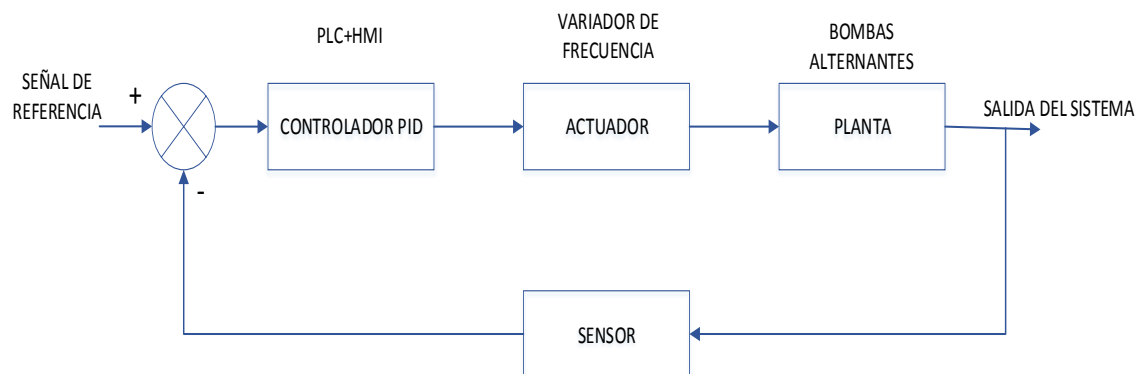 PLC+HMI
VARIADOR DE
FRECUENCIA
BOMBAS
ALTERNANTES
SEÑAL DE
REFERENCIA
+
CONTROLADOR PID
ACTUADOR
PLANTA
SALIDA DEL SISTEMA
-
SENSOR